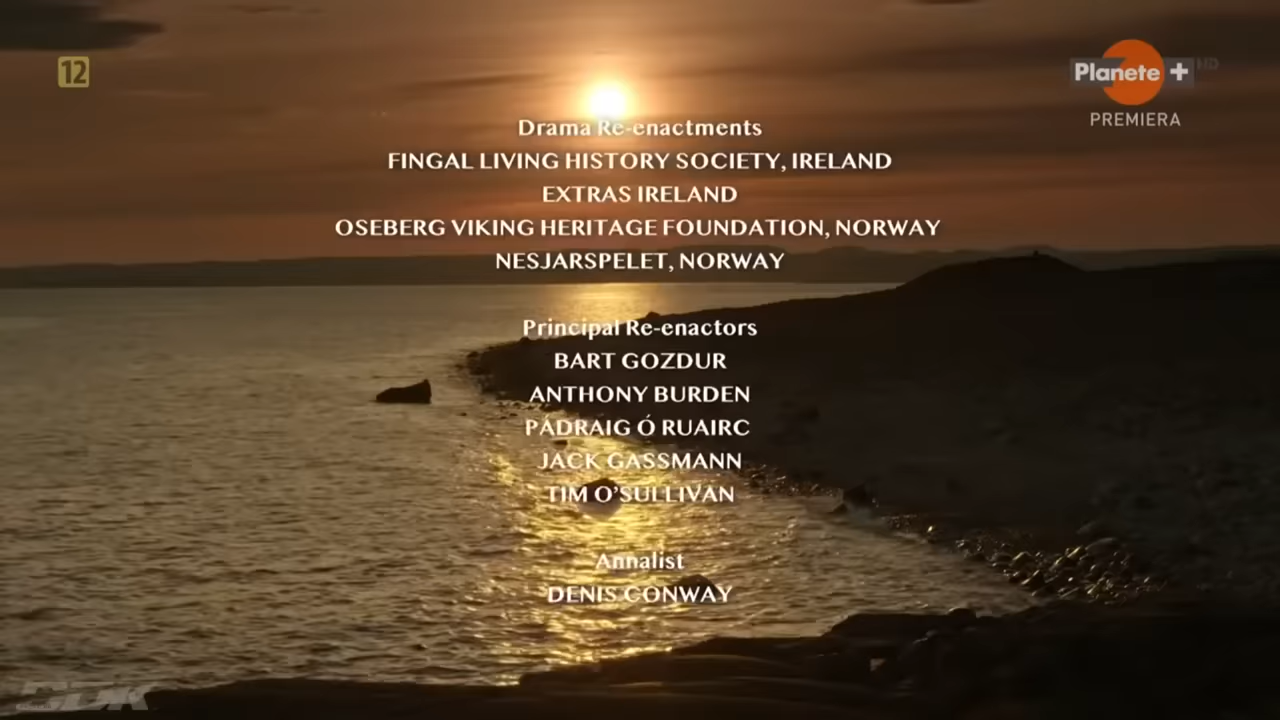 12
Planete + HD
PREMIERA
Drama Re-enactments
FINGAL LIVING HISTORY SOCIETY, IRELAND
EXTRAS IRELAND
OSEBERG VIKING HERITAGE FOUNDATION, NORWAY
NESJARSPELET, NORWAY
Principal Re-enactors
BART GOZDUR
ANTHONY BURDEN
PÁDRAIG Ó RUAIRC
JACK GASSMANN
TIM O’SULLIVAN
Annalist
DENIS CONWAY